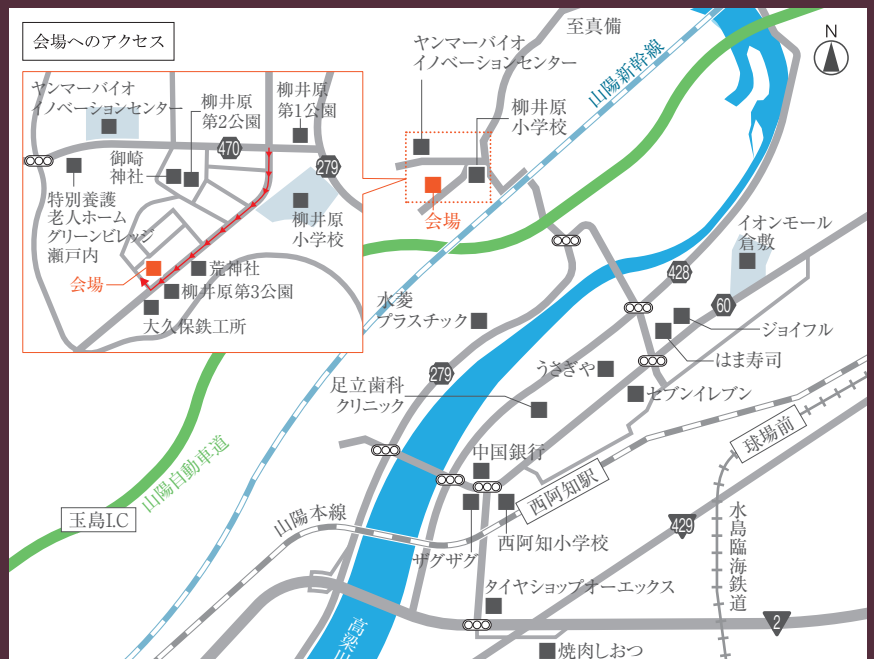 会場へのアクセス
ヤンマーバイオ
イノベーションセンター
柳井原
第2公園
柳井原
第1公園
470
279
御崎
神社
特別養護
老人ホーム
グリーンビレッジ
瀬戸内
柳井原
小学校
会場
荒神社
柳井原第3公園
大久保鉄工所
至真備
ヤンマーバイオ
イノベーションセンター
山陽新幹線
N
柳井原
小学校
会場
イオンモール
倉敷
428
60
水菱
プラスチック
ジョイフル
はま寿司
うさぎや
279
足立歯科
クリニック
セブンイレブン
球場前
中国銀行
山陽自動車道
西阿知駅
玉島I.C
山陽本線
429
水島臨海鉄道
西阿知小学校
ザグザグ
タイヤショップオーエックス
2
高梁川
焼肉しおつ